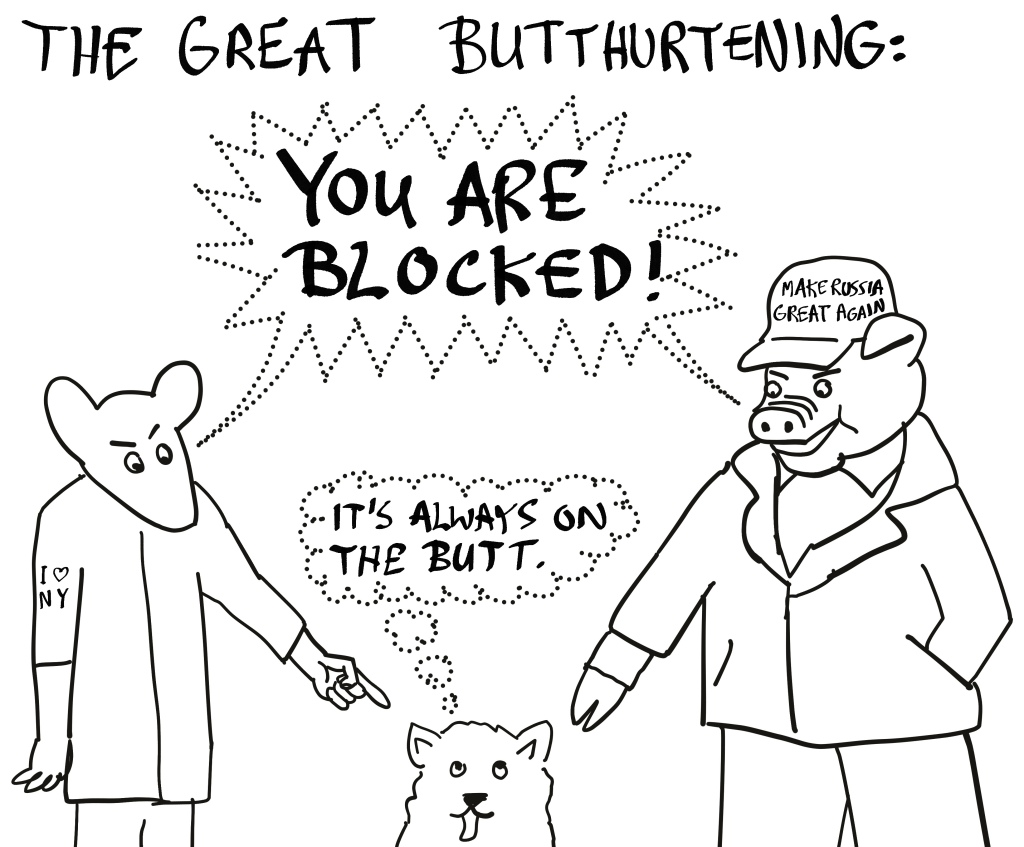 THE GREAT BUTTHURTENING:
YOU ARE
BLOCKED!
MAKE RUSSIA
GREAT AGAIN
IT'S ALWAYS ON
THE BUTT.
I ♡
NY